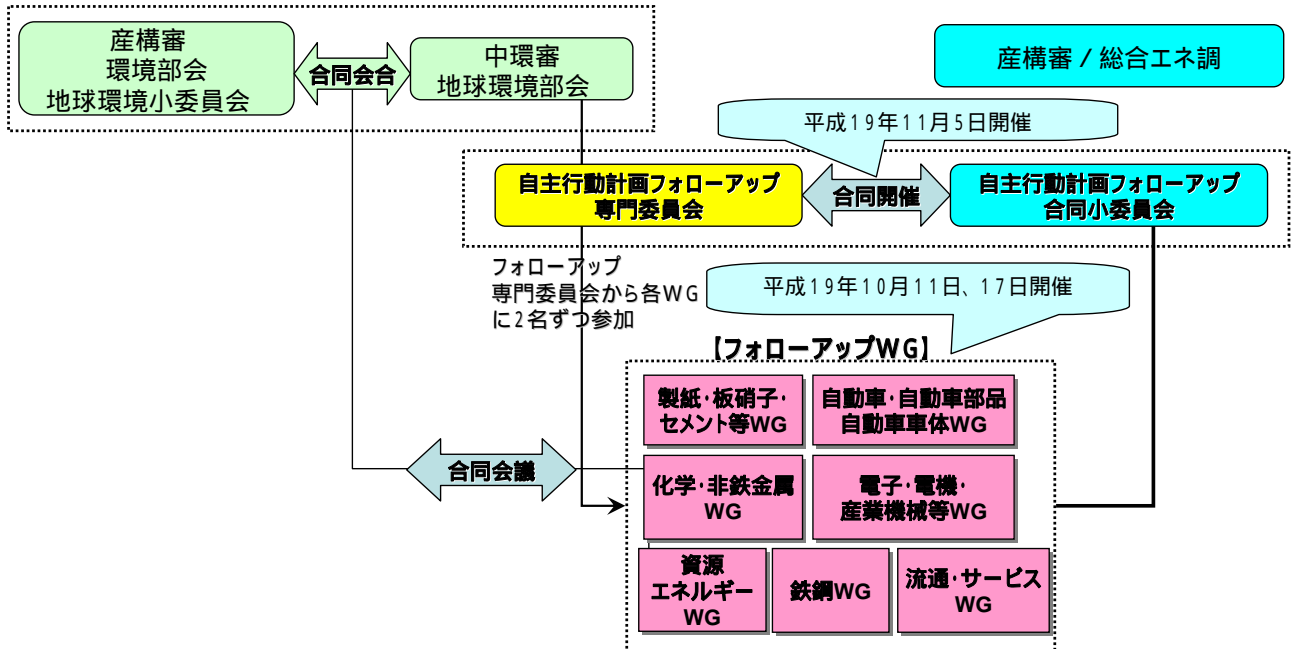 産構審
環境部会
地球環境小委員会
合同会合
中環審
地球環境部会
産構審/総合エネ調
平成19年11月5日開催
自主行動計画フォローアップ
専門委員会
合同開催
自主行動計画フォローアップ
合同小委員会
フォローアップ
専門委員会から各WG
に2名ずつ参加
平成19年10月11日、17日開催
【フォローアップWG】
製紙・板硝子・
セメント等WG
自動車・自動車部品
自動車車体WG
合同会議
化学・非鉄金属
WG
電子・電機・
産業機械等WG
資源
エネルギー
WG
鉄鋼WG
流通・サービス
WG